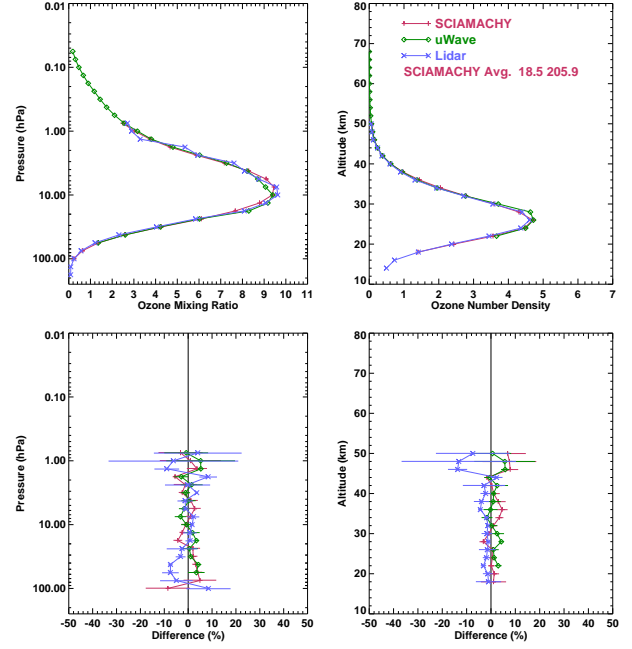 0.01
0.10
1.00
10.00
100.00
Pressure (hPa)
0 1 2 3 4 5 6 7 8 9 10 11
Ozone Mixing Ratio
80
70
60
50
40
30
20
10
Altitude (km)
0 1 2 3 4 5 6 7
Ozone Number Density
SCIAMACHY
uWave
Lidar
SCIAMACHY Avg. 18.5 205.9
0.01
0.10
1.00
10.00
100.00
Pressure (hPa)
-50 -40 -30 -20 -10 0 10 20 30 40 50
Difference (%)
80
70
60
50
40
30
20
10
Altitude (km)
-50 -40 -30 -20 -10 0 10 20 30 40 50
Difference (%)